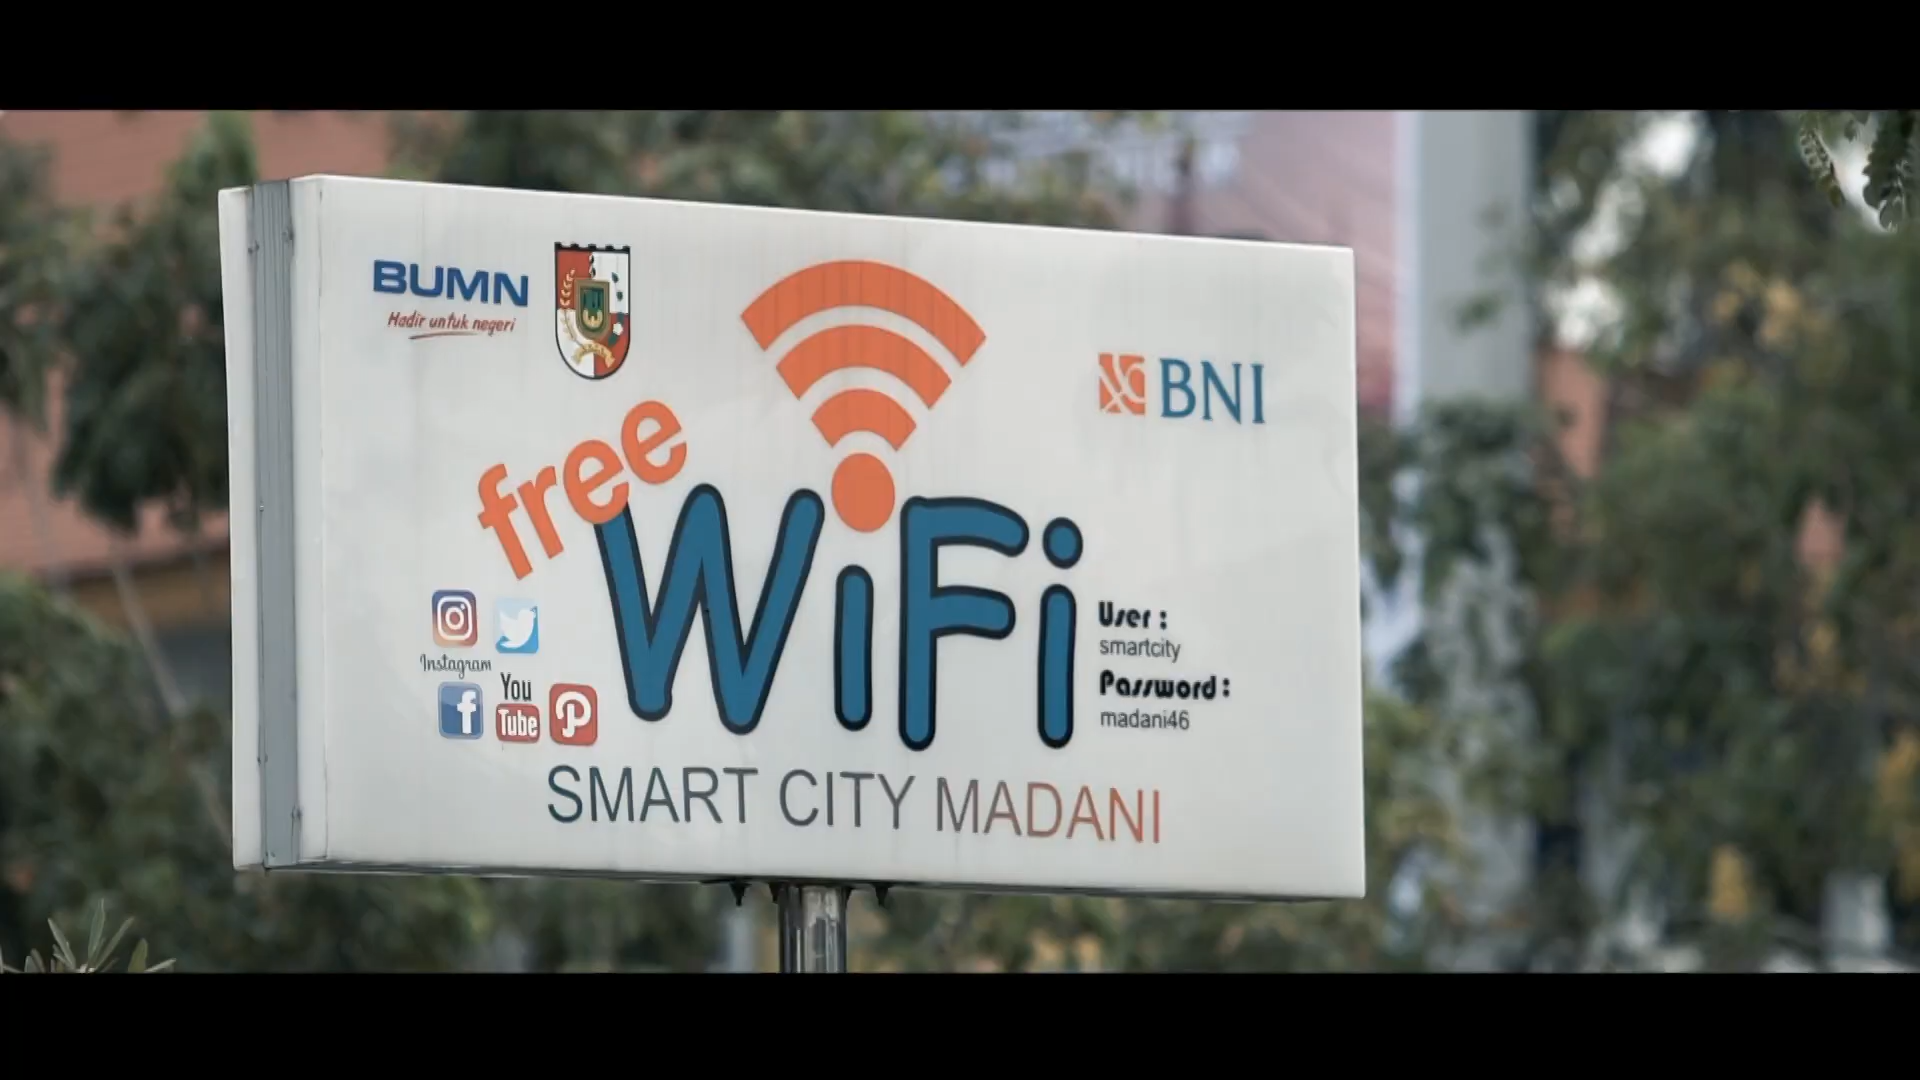 BUMN
Hadir untuk negeri
BNI
free
WiFi
Instagram
You
Tube
User :
smartcity
Password :
madani46
SMART CITY MADANI